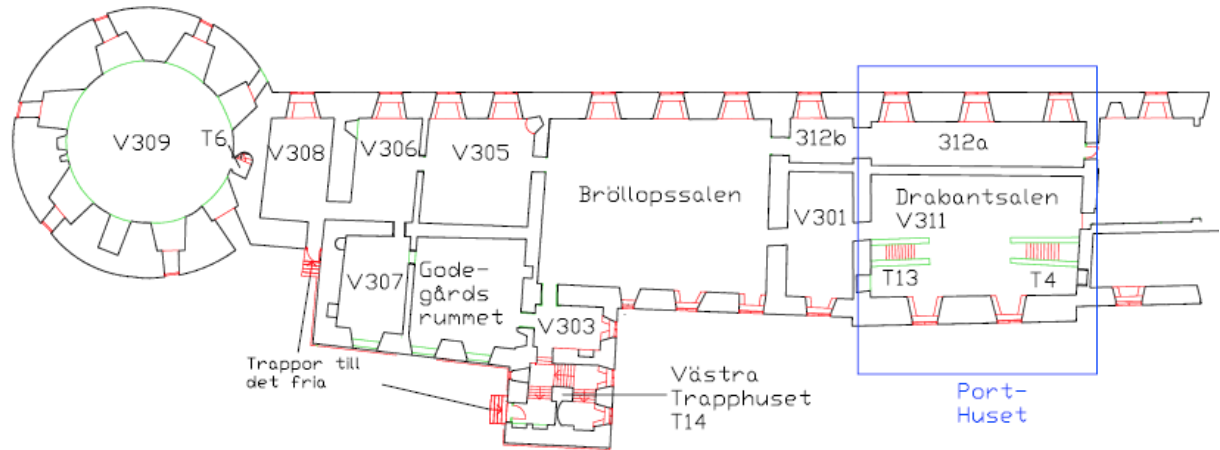 V309
T6
V308
V306
V305
Bröllopssalen
312b
312a
V301
Drabantsalen
V311
T13
T4
V307
Gode-
gårds
rummet
V303
Trappor till
det fria
Västra
Trapphuset
T14
Port-
Huset